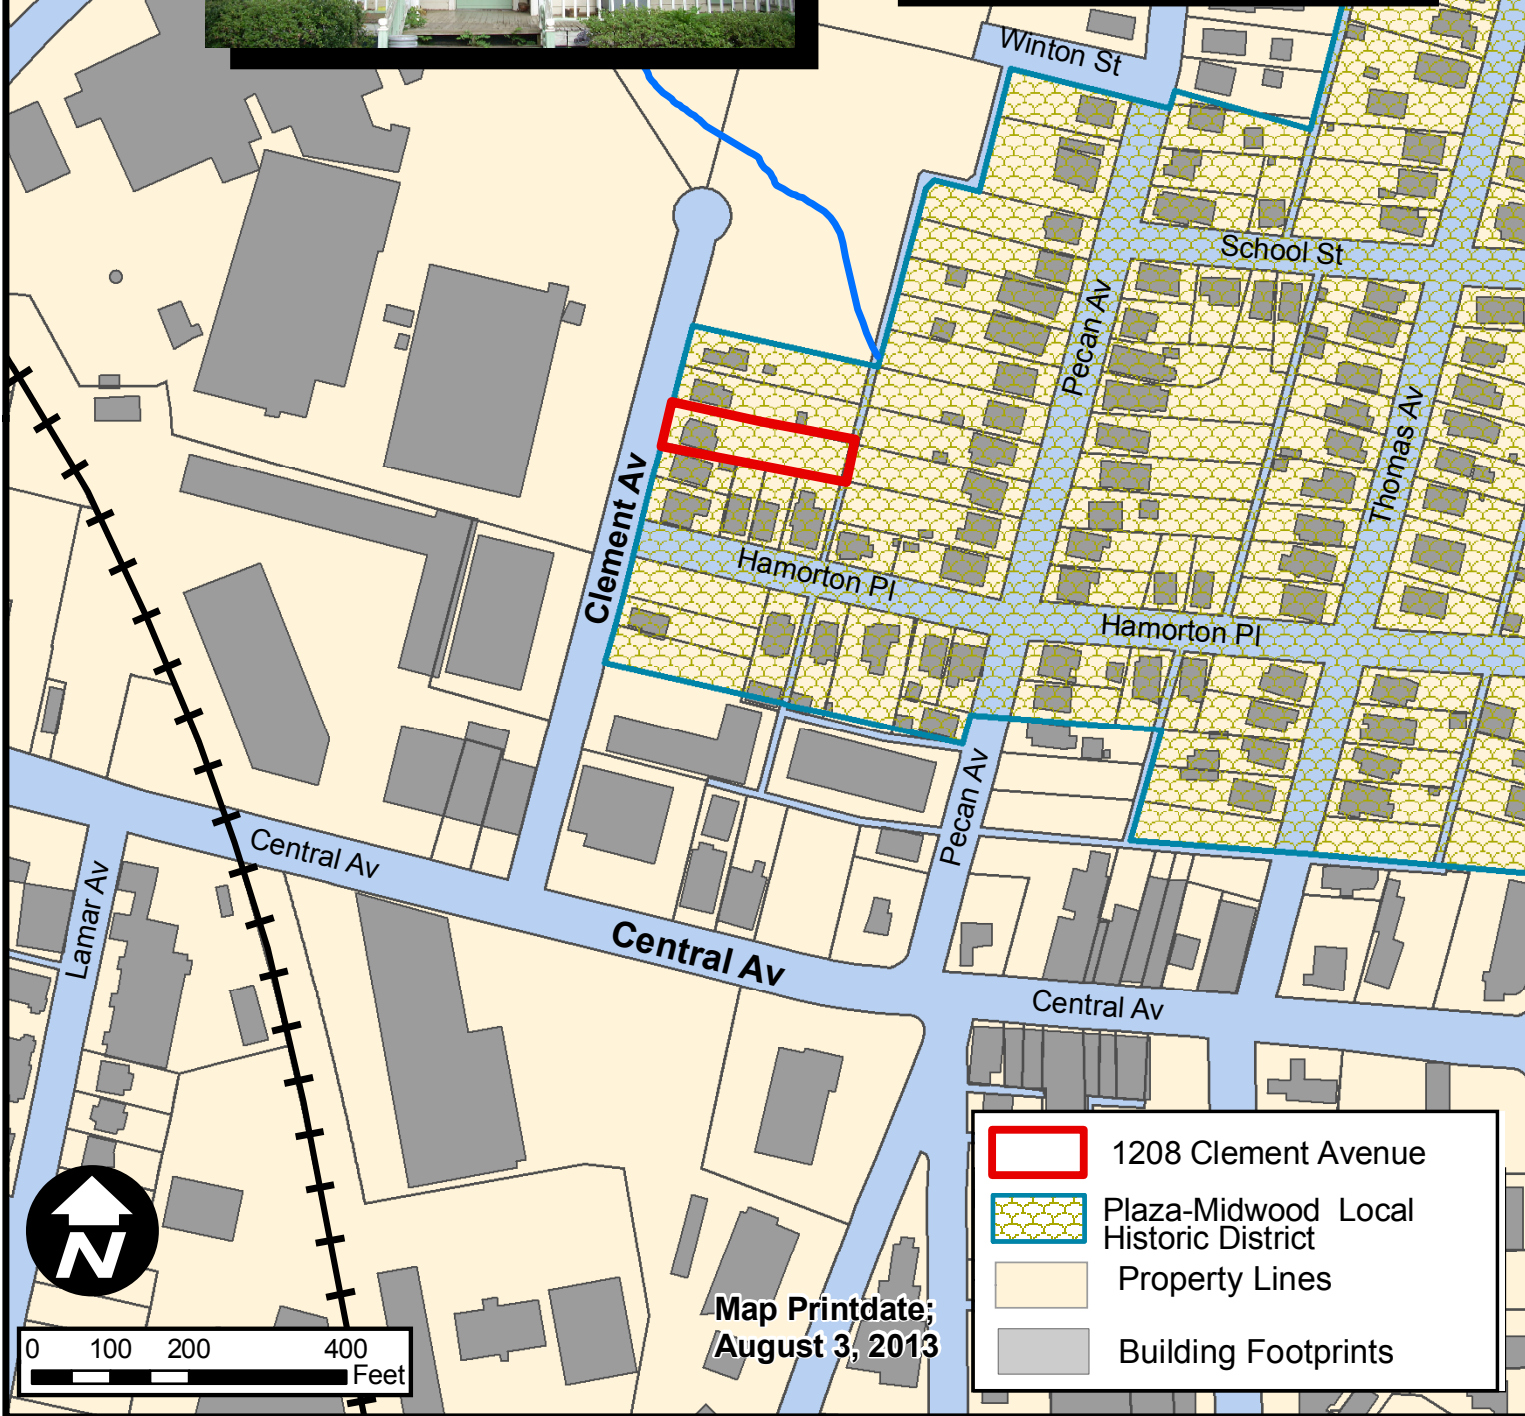 Winton St
School St
Pecan Av
Thomas Av
Clement Av
Hamorton Pl
Hamorton Pl
Pecan Av
Central Av
Lamar Av
Central Av
Central Av
1208 Clement Avenue
Plaza-Midwood Local
Historic District
Property Lines
Building Footprints
N
Map Printdate;
August 3, 2013
0 100 200 400
Feet